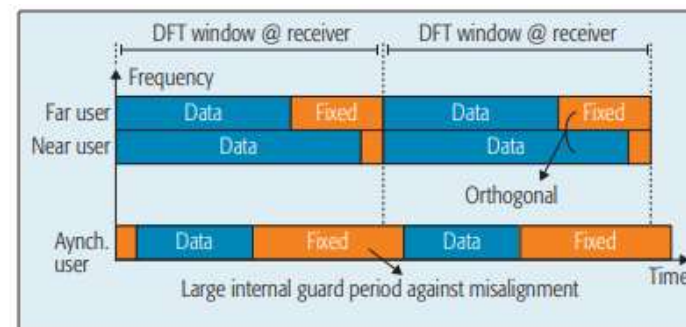 DFT window @ receiver DFT window @ receiver
Frequency
Far user Data Fixed Data Fixed
Near user Data Data
Orthogonal
Aynch. user Data Fixed Data Fixed
Time
Large internal guard period against misalignment